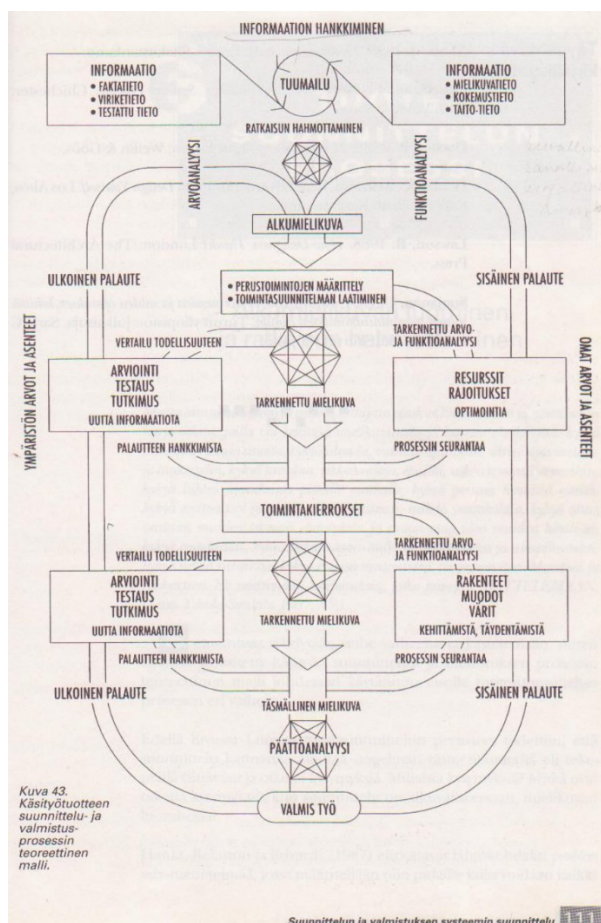 INFORMAATION HANKKIMINEN
INFORMAATIO
• FAKTATIETO
• VIRIKETIETO
• TESTATTU TIETO
TUUMAILU
INFORMAATIO
• MIELIKUVATIETO
• KOKEMUSTIETO
• TAITO-TIETO
RATKAISUN HAHMOTTAMINEN
ARVOANALYYSI
FUNKTIOANALYYSI
ALKUMIELIKUVA
ULKOINEN PALAUTE
SISÄINEN PALAUTE
• PERUSTOIMINTOJEN MÄÄRITTELY
• TOIMINTASUUNNITELMAN LAATIMINEN
YMPÄRISTÖN ARVOT JA ASENTEET
OMAT ARVOT JA ASENTEET
VERTAILU TODELLISUUTEEN
TARKENNETTU ARVO-
JA FUNKTIOANALYYSI
ARVIOINTI
TESTAUS
TUTKIMUS
UUTTA INFORMAATIOTA
RESURSSIT
RAJOITUKSET
OPTIMOINTIA
TARKENNETTU MIELIKUVA
PALAUTTEEN HANKKIMISTA
PROSESSIN SEURANTAA
TOIMINTAKIERROKSET
VERTAILU TODELLISUUTEEN
TARKENNETTU ARVO-
JA FUNKTIOANALYYSI
ARVIOINTI
TESTAUS
TUTKIMUS
UUTTA INFORMAATIOTA
RAKENTEET
MUODOT
VÄRIT
KEHITTÄMISTÄ, TÄYDENTÄMISTÄ
TARKENNETTU MIELIKUVA
PALAUTTEEN HANKKIMISTA
PROSESSIN SEURANTAA
ULKOINEN PALAUTE
SISÄINEN PALAUTE
TÄSMÄLLINEN MIELIKUVA
PÄÄTTÖANALYYSI
VALMIS TYÖ
Kuva 43.
Käsityötuotteen
suunnittelu- ja
valmistus-
prosessin
teoreettinen
malli.
Suunnittelun ja valmistuksen systeemin suunnittelu 111